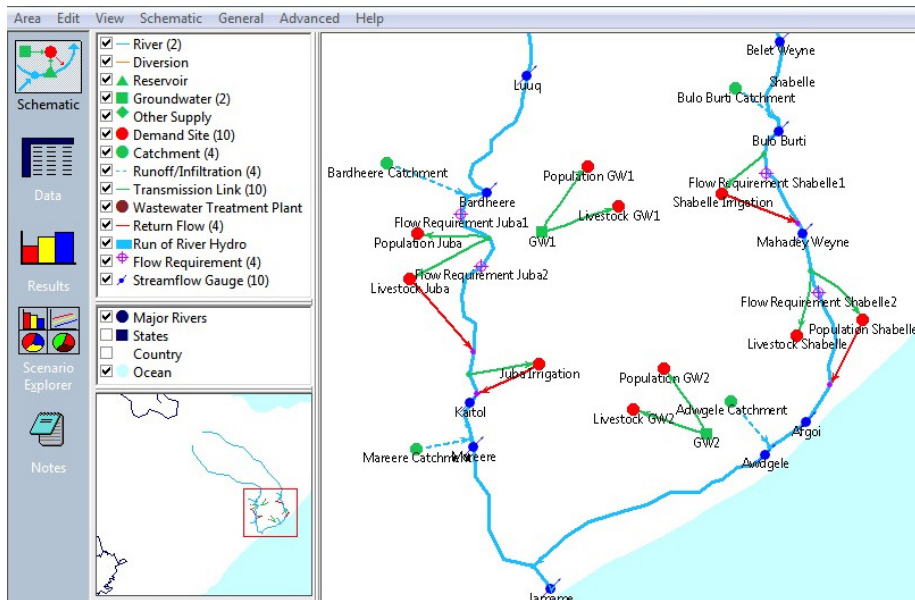 Area Edit View Schematic General Advanced Help
Schematic
Data
Results
Scenario
Explorer
Notes
River (2)
Diversion
Reservoir
Groundwater (2)
Other Supply
Demand Site (10)
Catchment (4)
Runoff/Infiltration (4)
Transmission Link (10)
Wastewater Treatment Plant
Return Flow (4)
Run of River Hydro
Flow Requirement (4)
Streamflow Gauge (10)
Major Rivers
States
Country
Ocean
Belet Weyne
Luuq
Shabelle
Bulo Burti Catchment
Bulo Burti
Bardheere Catchment
Population GW1
Bardheere
Flow Requirement Shabelle1
Shabelle Irrigation
Livestock GW1
Flow Requirement Juba1
Population Juba
GW1
Mahadey Weyne
Flow Requirement Juba2
Livestock Juba
Flow Requirement Shabelle2
Population Shabelle
Livestock Shabelle
Juba Irrigation
Population GW2
Kaitol
Livestock GW2
Adwgele Catchment
Argoi
GW2
Mareere Catchment
Mareere
Awdgele
Jamame